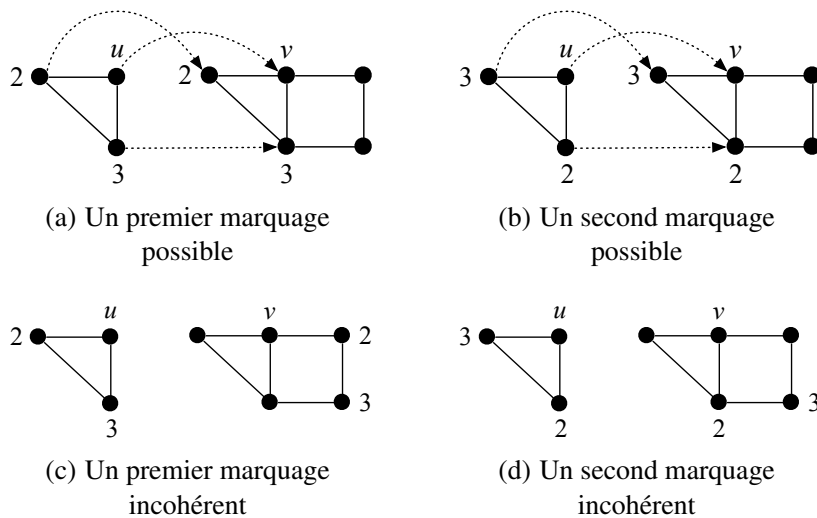 u v u v
2 2 3 3
3 3 2 2
(a) Un premier marquage
possible
(b) Un second marquage
possible
u v u v
2 2 3
3 3 2 2 3
(c) Un premier marquage
incohérent
(d) Un second marquage
incohérent